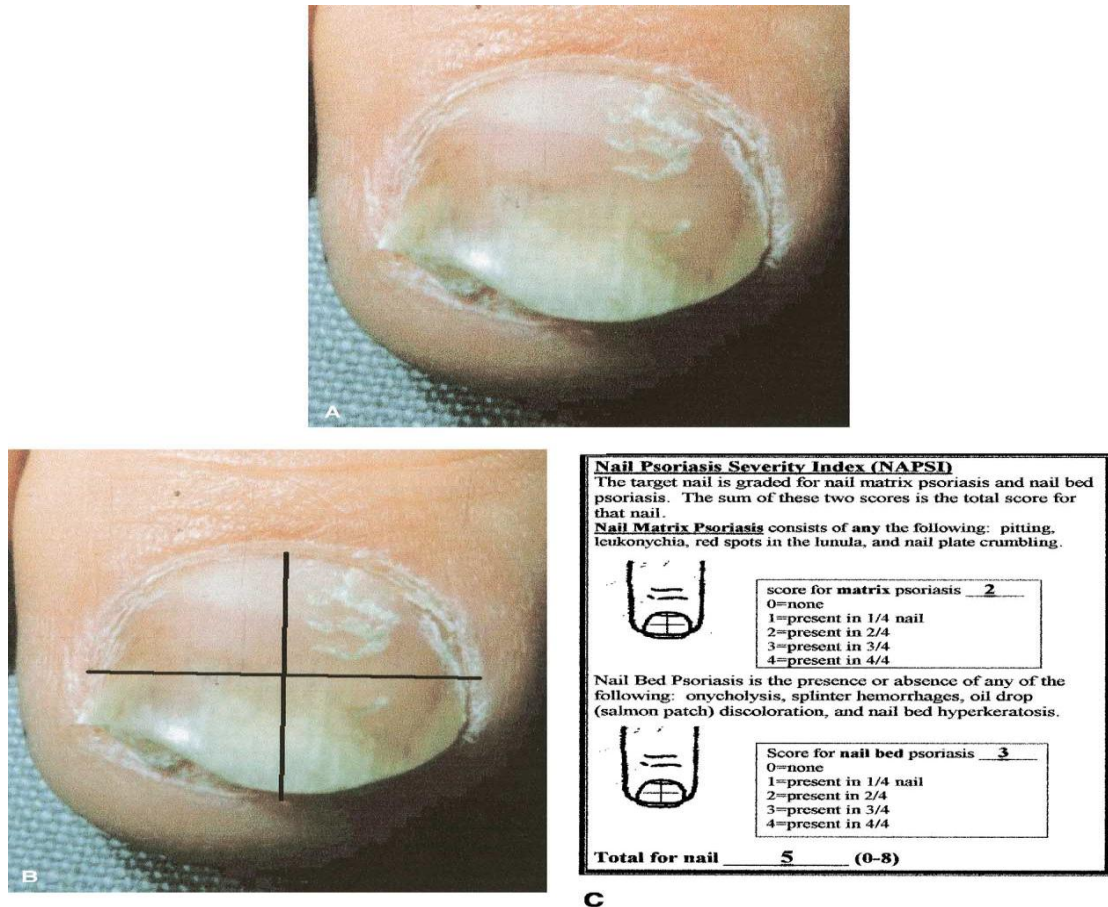 A
B
Nail Psoriasis Severity Index (NAPSI)
The target nail is graded for nail matrix psoriasis and nail bed
psoriasis. The sum of these two scores is the total score for
that nail.
Nail Matrix Psoriasis consists of any the following: pitting,
leukonychia, red spots in the lunula, and nail plate crumbling.
score for matrix psoriasis 2
0=none
1=present in 1/4 nail
2=present in 2/4
3=present in 3/4
4=present in 4/4
Nail Bed Psoriasis is the presence or absence of any of the
following: onycholysis, splinter hemorrhages, oil drop
(salmon patch) discoloration, and nail bed hyperkeratosis.
Score for nail bed psoriasis 3
0=none
1=present in 1/4 nail
2=present in 2/4
3=present in 3/4
4=present in 4/4
Total for nail 5 (0-8)
C